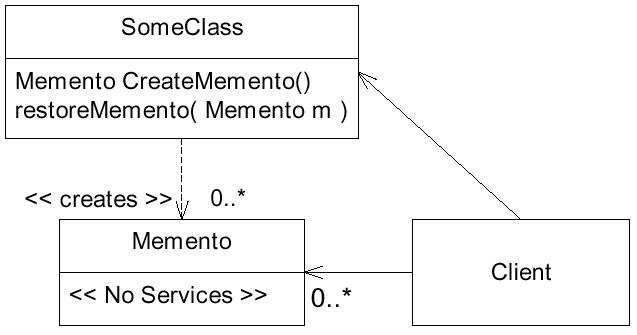 SomeClass
Memento CreateMemento()
restoreMemento( Memento m )
<< creates >> 0..*
Memento
<< No Services >>
0..*
Client